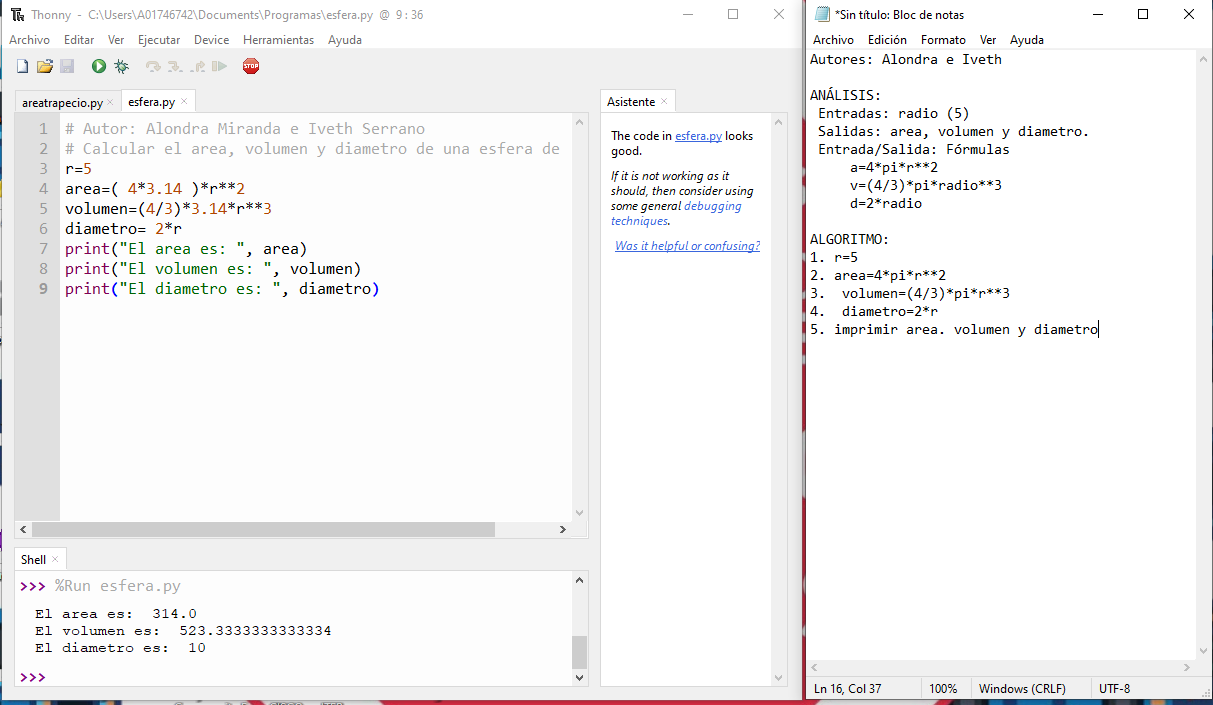 Thonny - C:\Users\A01746742\Documents\Programas\esfera.py @ 9:36
Archivo Editar Ver Ejecutar Device Herramientas Ayuda
STOP
areatrapecio.py × esfera.py ×
1 # Autor: Alondra Miranda e Iveth Serrano
2 # Calcular el area, volumen y diametro de una esfera de
3 r=5
4 area=( 4*3.14 )*r**2
5 volumen=(4/3)*3.14*r**3
6 diametro= 2*r
7 print("El area es: ", area)
8 print("El volumen es: ", volumen)
9 print("El diametro es: ", diametro)
Shell ×
>>> %Run esfera.py
El area es:  314.0
El volumen es:  523.3333333333334
El diametro es:  10
>>>
Asistente ×
The code in esfera.py looks
good.
If it is not working as it
should, then consider using
some general debugging
techniques.
Was it helpful or confusing?
*Sin título: Bloc de notas
Archivo Edición Formato Ver Ayuda
Autores: Alondra e Iveth
ANÁLISIS:
Entradas: radio (5)
Salidas: area, volumen y diametro.
Entrada/Salida: Fórmulas
a=4*pi*r**2
v=(4/3)*pi*radio**3
d=2*radio
ALGORITMO:
1. r=5
2. area=4*pi*r**2
3.  volumen=(4/3)*pi*r**3
4.  diametro=2*r
5. imprimir area. volumen y diametro
Ln 16, Col 37 100% Windows (CRLF) UTF-8